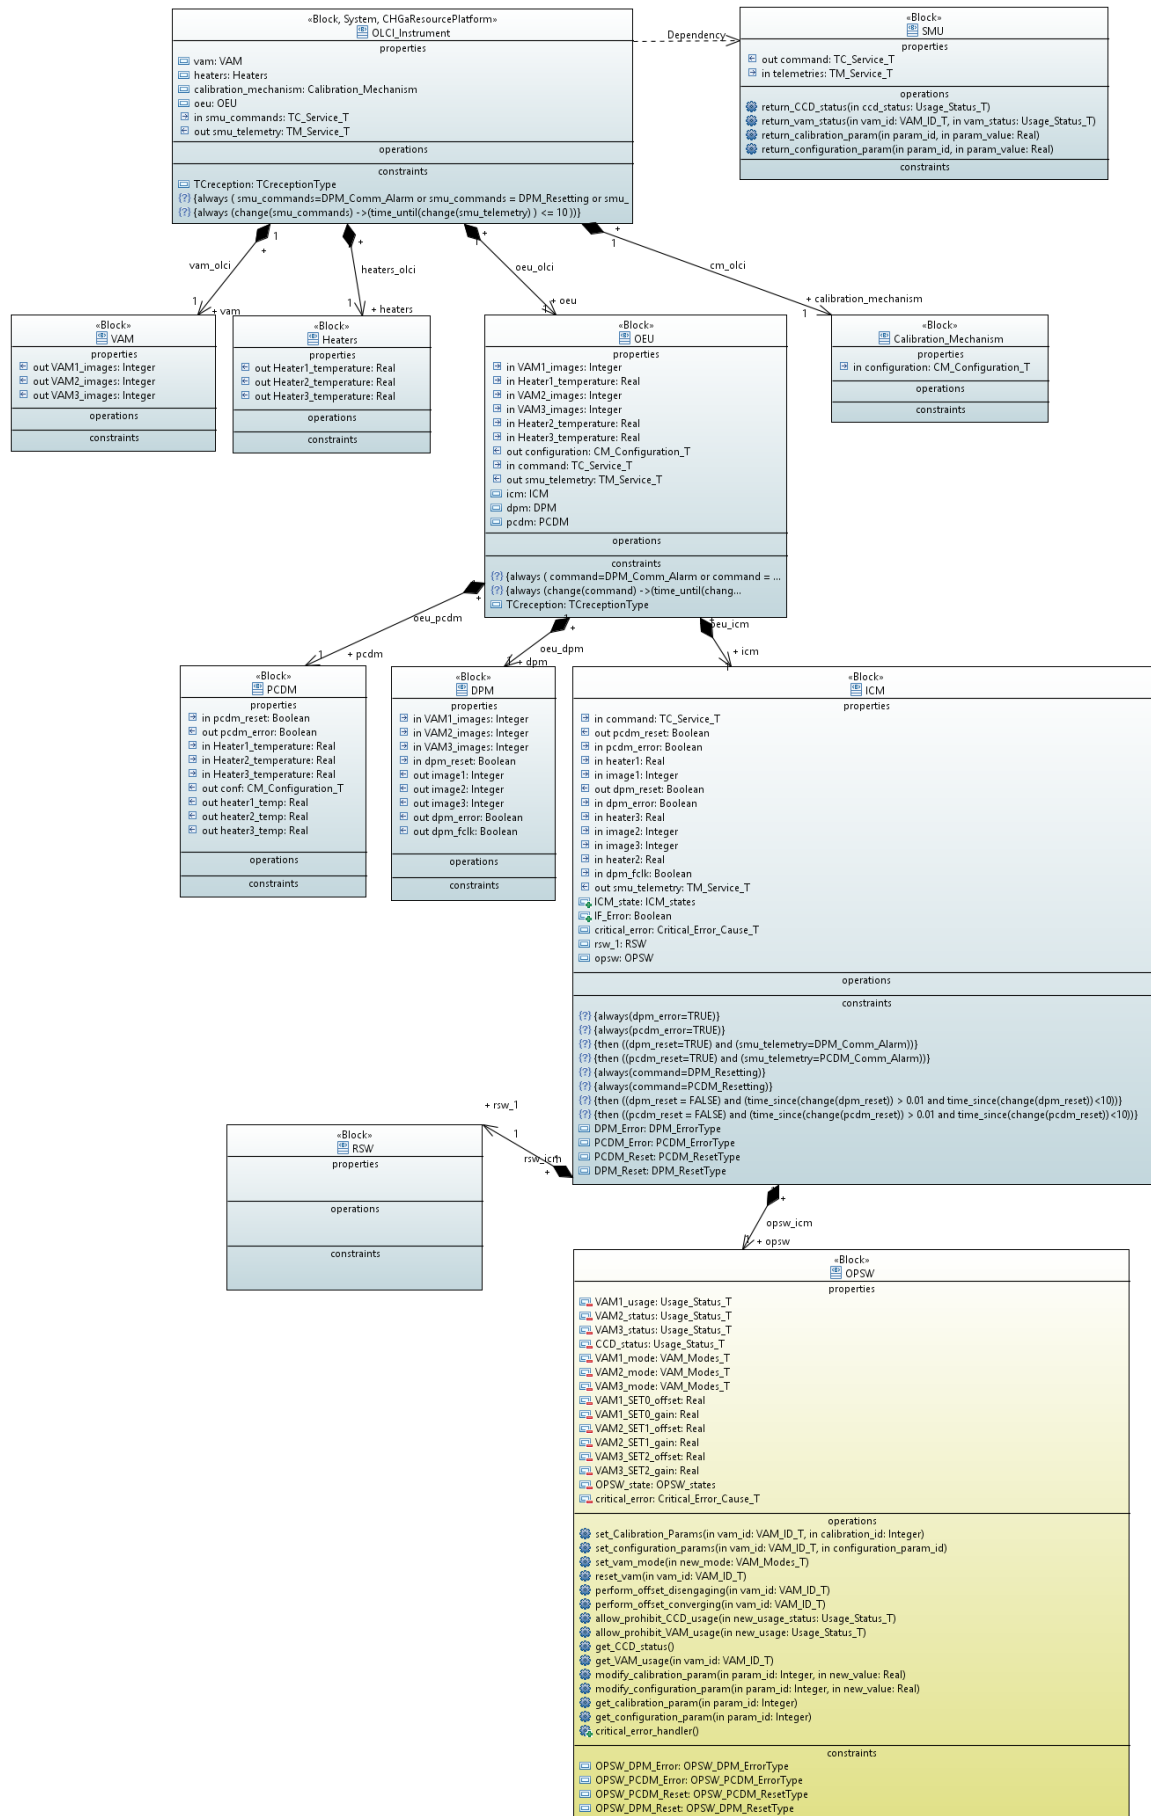 «Block, System, CHGaResourcePlatform»
OLCI_Instrument
properties
vam: VAM
heaters: Heaters
calibration_mechanism: Calibration_Mechanism
oeu: OEU
in smu_commands: TC_Service_T
out smu_telemetry: TM_Service_T
operations
constraints
TCreception: TCreceptionType
{?} {always ( smu_commands=DPM_Comm_Alarm or smu_commands = DPM_Resetting or smu_
{?} {always (change(smu_commands) ->(time_until(change(smu_telemetry) ) <= 10 ))}
Dependency
«Block»
SMU
properties
out command: TC_Service_T
in telemetries: TM_Service_T
operations
return_CCD_status(in ccd_status: Usage_Status_T)
return_vam_status(in vam_id: VAM_ID_T, in vam_status: Usage_Status_T)
return_calibration_param(in param_id, in param_value: Real)
return_configuration_param(in param_id, in param_value: Real)
constraints
1
+
+
1
+
1
+
1
vam_olci
heaters_olci
oeu_olci
cm_olci
1
+ vam
1
+ heaters
1
+ oeu
+ calibration_mechanism
1
«Block»
VAM
properties
out VAM1_images: Integer
out VAM2_images: Integer
out VAM3_images: Integer
operations
constraints
«Block»
Heaters
properties
out Heater1_temperature: Real
out Heater2_temperature: Real
out Heater3_temperature: Real
operations
constraints
«Block»
OEU
properties
in VAM1_images: Integer
in Heater1_temperature: Real
in VAM2_images: Integer
in VAM3_images: Integer
in Heater2_temperature: Real
in Heater3_temperature: Real
out configuration: CM_Configuration_T
in command: TC_Service_T
out smu_telemetry: TM_Service_T
icm: ICM
dpm: DPM
pcdm: PCDM
operations
constraints
{?} {always ( command=DPM_Comm_Alarm or command = ...
{?} {always (change(command) ->(time_until(chang...
TCreception: TCreceptionType
«Block»
Calibration_Mechanism
properties
in configuration: CM_Configuration_T
operations
constraints
1
+
oeu_pcdm
1
+ pcdm
+
oeu_dpm
1
+ dpm
oeu_icm
+ icm
1
«Block»
PCDM
properties
in pcdm_reset: Boolean
out pcdm_error: Boolean
in Heater1_temperature: Real
in Heater2_temperature: Real
in Heater3_temperature: Real
out conf: CM_Configuration_T
out heater1_temp: Real
out heater2_temp: Real
out heater3_temp: Real
operations
constraints
«Block»
DPM
properties
in VAM1_images: Integer
in VAM2_images: Integer
in VAM3_images: Integer
in dpm_reset: Boolean
out image1: Integer
out image2: Integer
out image3: Integer
out dpm_error: Boolean
out dpm_fclk: Boolean
operations
constraints
«Block»
ICM
properties
in command: TC_Service_T
out pcdm_reset: Boolean
in pcdm_error: Boolean
in heater1: Real
in image1: Integer
out dpm_reset: Boolean
in dpm_error: Boolean
in heater3: Real
in image2: Integer
in image3: Integer
in heater2: Real
in dpm_fclk: Boolean
out smu_telemetry: TM_Service_T
ICM_state: ICM_states
IF_Error: Boolean
critical_error: Critical_Error_Cause_T
rsw_1: RSW
opsw: OPSW
operations
constraints
{?} {always(dpm_error=TRUE)}
{?} {always(pcdm_error=TRUE)}
{?} {then ((dpm_reset=TRUE) and (smu_telemetry=DPM_Comm_Alarm))}
{?} {then ((pcdm_reset=TRUE) and (smu_telemetry=PCDM_Comm_Alarm))}
{?} {always(command=DPM_Resetting)}
{?} {always(command=PCDM_Resetting)}
{?} {then ((dpm_reset = FALSE) and (time_since(change(dpm_reset)) > 0.01 and time_since(change(dpm_reset))<10))}
{?} {then ((pcdm_reset = FALSE) and (time_since(change(pcdm_reset)) > 0.01 and time_since(change(pcdm_reset))<10))}
DPM_Error: DPM_ErrorType
PCDM_Error: PCDM_ErrorType
PCDM_Reset: PCDM_ResetType
DPM_Reset: DPM_ResetType
+ rsw_1
1
rsw_icm
1
+
«Block»
RSW
properties
operations
constraints
+
opsw_icm
1
+ opsw
«Block»
OPSW
properties
VAM1_usage: Usage_Status_T
VAM2_status: Usage_Status_T
VAM3_status: Usage_Status_T
CCD_status: Usage_Status_T
VAM1_mode: VAM_Modes_T
VAM2_mode: VAM_Modes_T
VAM3_mode: VAM_Modes_T
VAM1_SET0_offset: Real
VAM1_SET0_gain: Real
VAM2_SET1_offset: Real
VAM2_SET1_gain: Real
VAM3_SET2_offset: Real
VAM3_SET2_gain: Real
OPSW_state: OPSW_states
critical_error: Critical_Error_Cause_T
operations
set_Calibration_Params(in vam_id: VAM_ID_T, in calibration_id: Integer)
set_configuration_params(in vam_id: VAM_ID_T, in configuration_param_id)
set_vam_mode(in new_mode: VAM_Modes_T)
reset_vam(in vam_id: VAM_ID_T)
perform_offset_disengaging(in vam_id: VAM_ID_T)
perform_offset_converging(in vam_id: VAM_ID_T)
allow_prohibit_CCD_usage(in new_usage_status: Usage_Status_T)
allow_prohibit_VAM_usage(in new_usage: Usage_Status_T)
get_CCD_status()
get_VAM_usage(in vam_id: VAM_ID_T)
modify_calibration_param(in param_id: Integer, in new_value: Real)
modify_configuration_param(in param_id: Integer, in new_value: Real)
get_calibration_param(in param_id: Integer)
get_configuration_param(in param_id: Integer)
critical_error_handler()
constraints
OPSW_DPM_Error: OPSW_DPM_ErrorType
OPSW_PCDM_Error: OPSW_PCDM_ErrorType
OPSW_PCDM_Reset: OPSW_PCDM_ResetType
OPSW_DPM_Reset: OPSW_DPM_ResetType